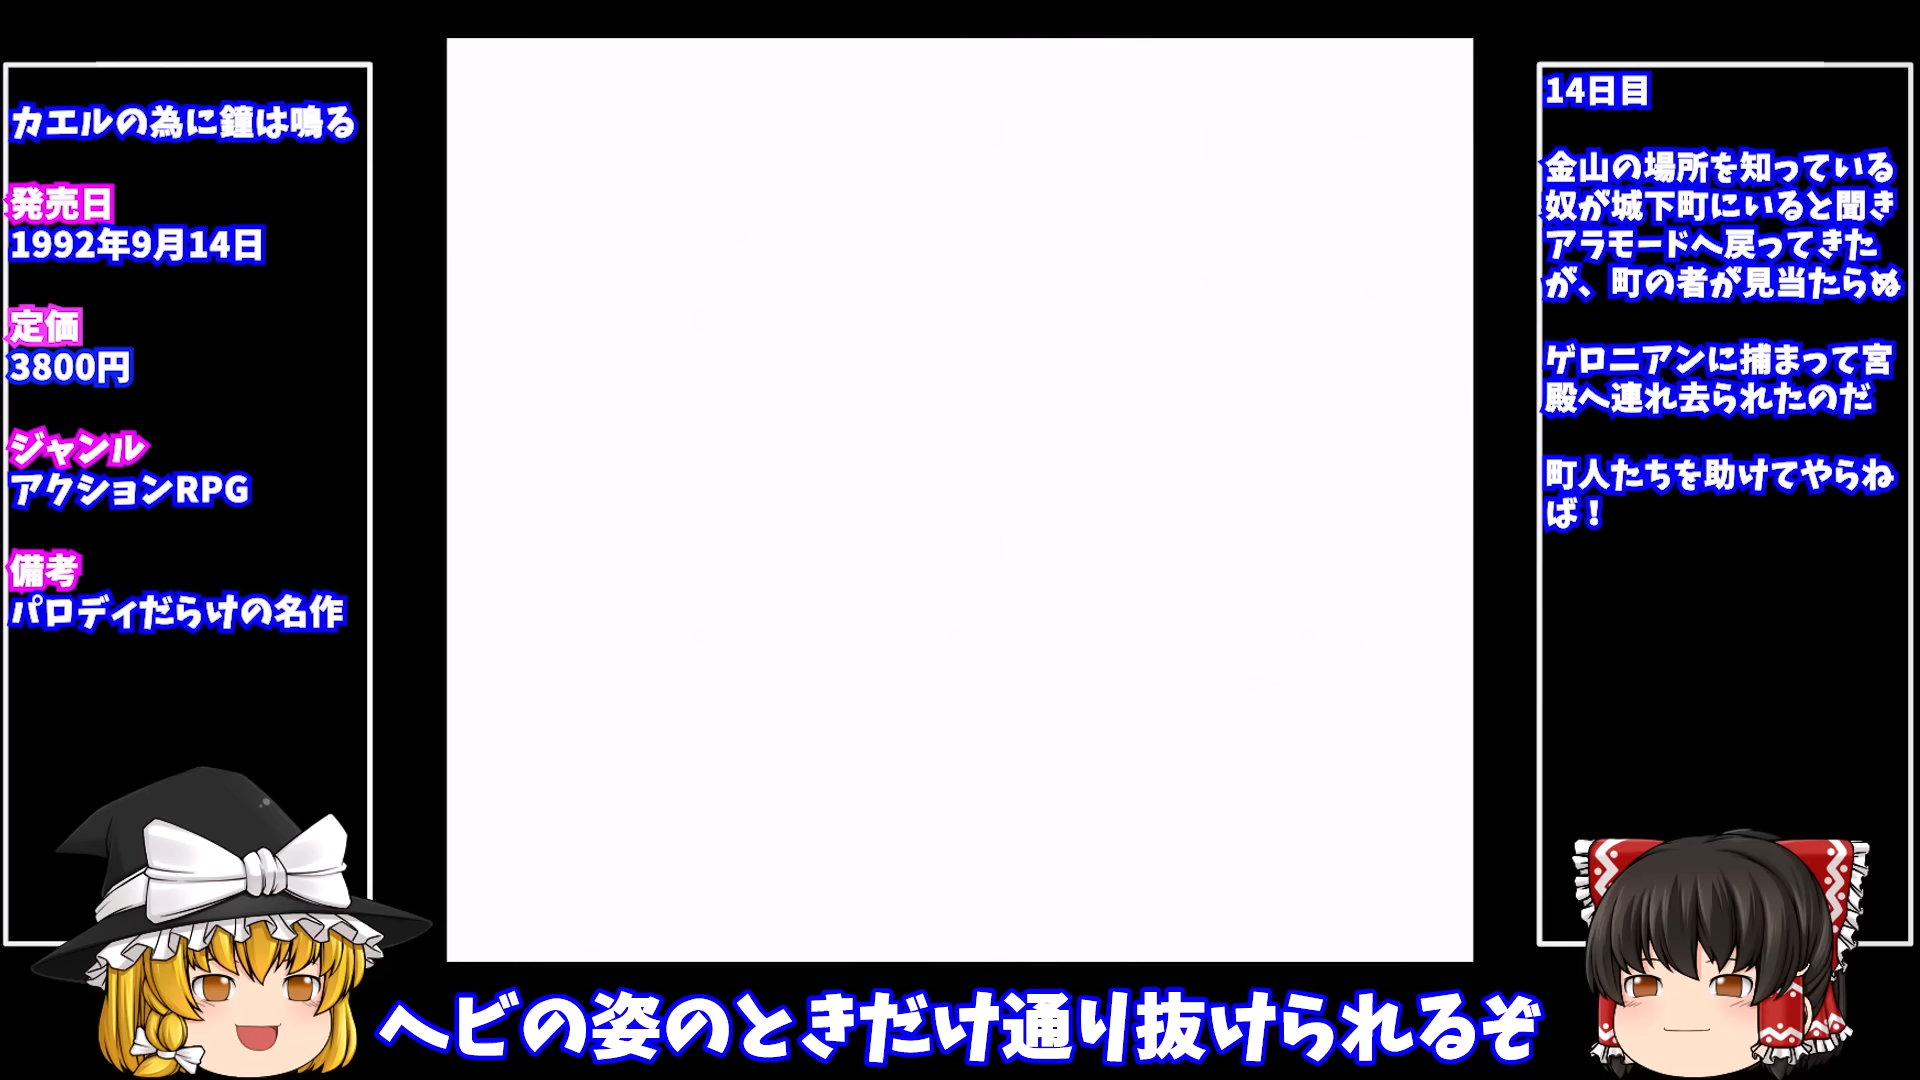 カエルの為に鐘は鳴る
発売日
1992年9月14日
定価
3800円
ジャンル
アクションRPG
備考
パロディだらけの名作
14日目
金山の場所を知っている
奴が城下町にいると聞き
アラモードへ戻ってきた
が、町の者が見当たらぬ
ゲロニアンに捕まって宮
殿へ連れ去られたのだ
町人たちを助けてやらね
ば！
ヘビの姿のときだけ通り抜けられるぞ